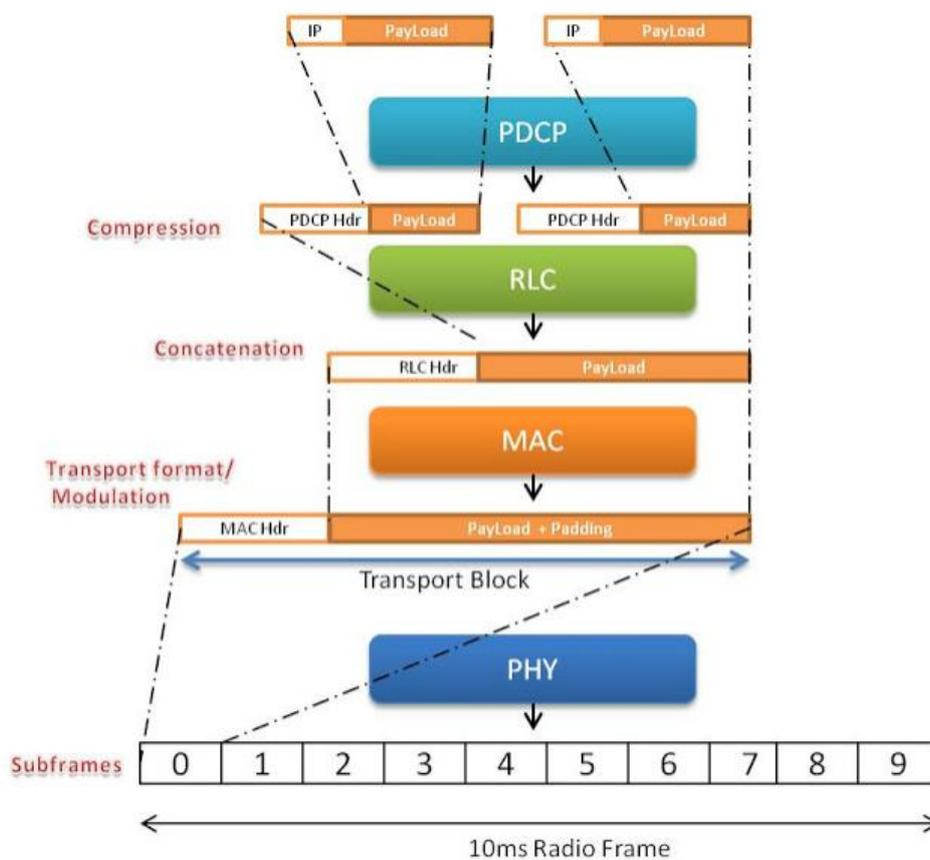 IP PayLoad IP PayLoad
PDCP
Compression PDCP Hdr PayLoad PDCP Hdr PayLoad
RLC
Concatenation RLC Hdr PayLoad
MAC
Transport format/
Modulation
MAC Hdr PayLoad + Padding
Transport Block
PHY
Subframes 0 1 2 3 4 5 6 7 8 9
10ms Radio Frame